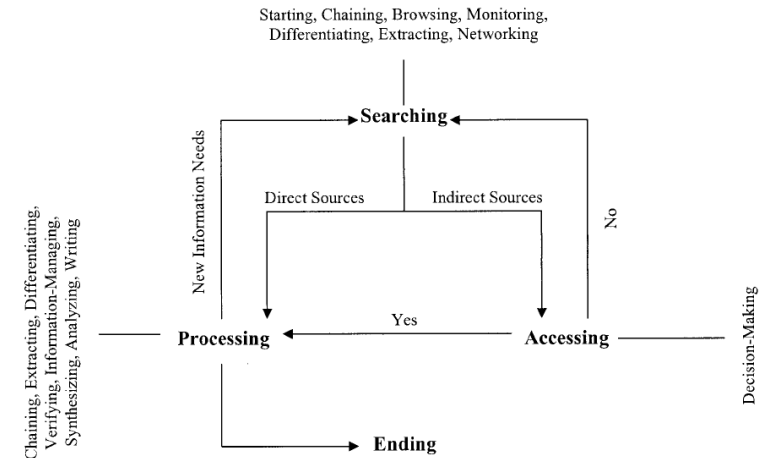 Starting, Chaining, Browsing, Monitoring,
Differentiating, Extracting, Networking
Searching
New Information Needs
Direct Sources
Indirect Sources
No
Chaining, Extracting, Differentiating,
Verifying, Information-Managing,
Synthesizing, Analyzing, Writing
Processing
Yes
Accessing
Decision-Making
Ending